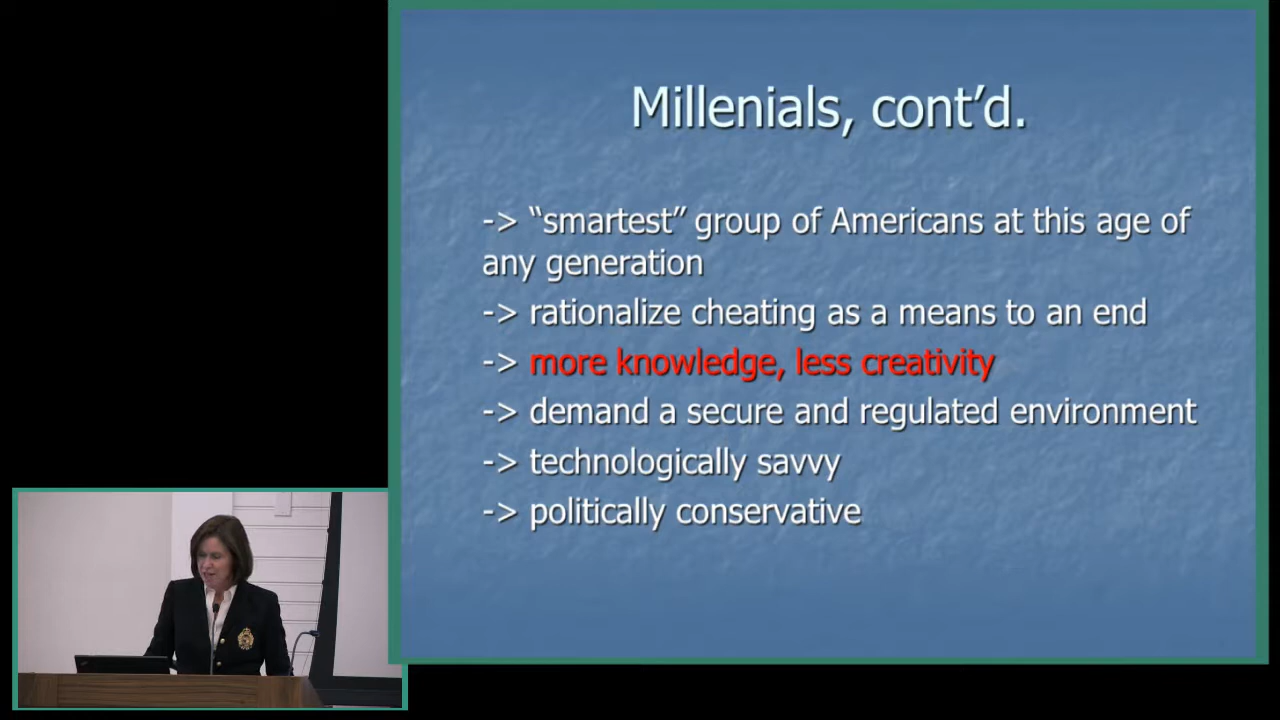 Millenials, cont’d.
-> “smartest” group of Americans at this age of
any generation
-> rationalize cheating as a means to an end
-> more knowledge, less creativity
-> demand a secure and regulated environment
-> technologically savvy
-> politically conservative